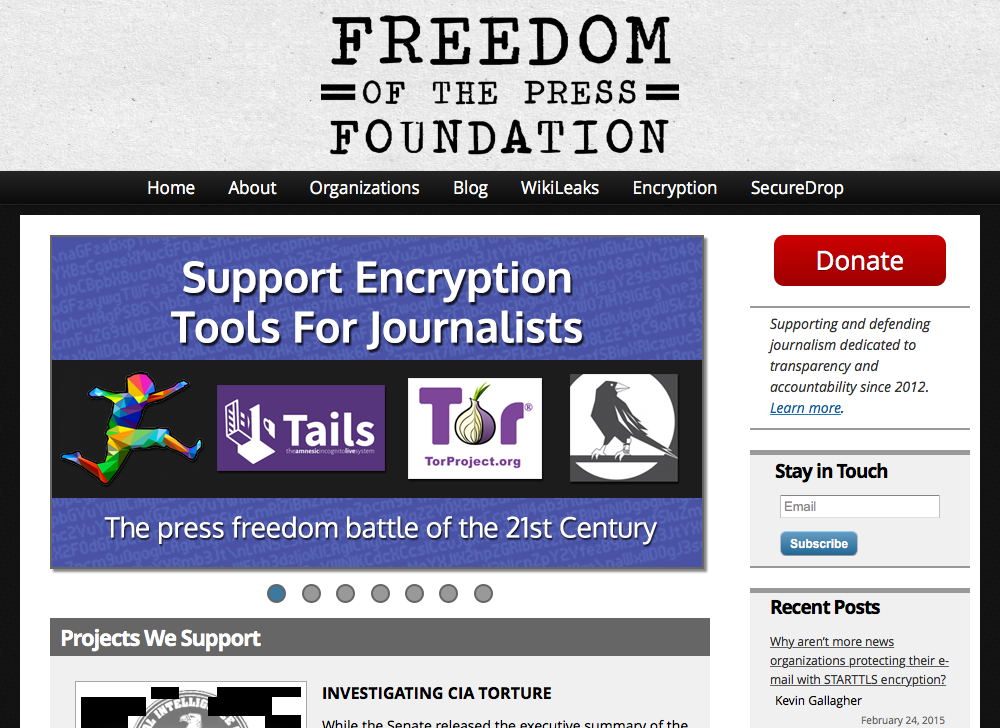 FREEDOM
OF THE PRESS
FOUNDATION
Home About Organizations Blog WikiLeaks Encryption SecureDrop
Support Encryption
Tools For Journalists
Tails
theamnesicincognitolivesystem
Tor®
TorProject.org
The press freedom battle of the 21st Century
Projects We Support
INVESTIGATING CIA TORTURE
While the Senate released the executive summary of the
Donate
Supporting and defending
journalism dedicated to
transparency and
accountability since 2012.
Learn more.
Stay in Touch
Email
Subscribe
Recent Posts
Why aren't more news
organizations protecting their e-
mail with STARTTLS encryption?
Kevin Gallagher
February 24, 2015